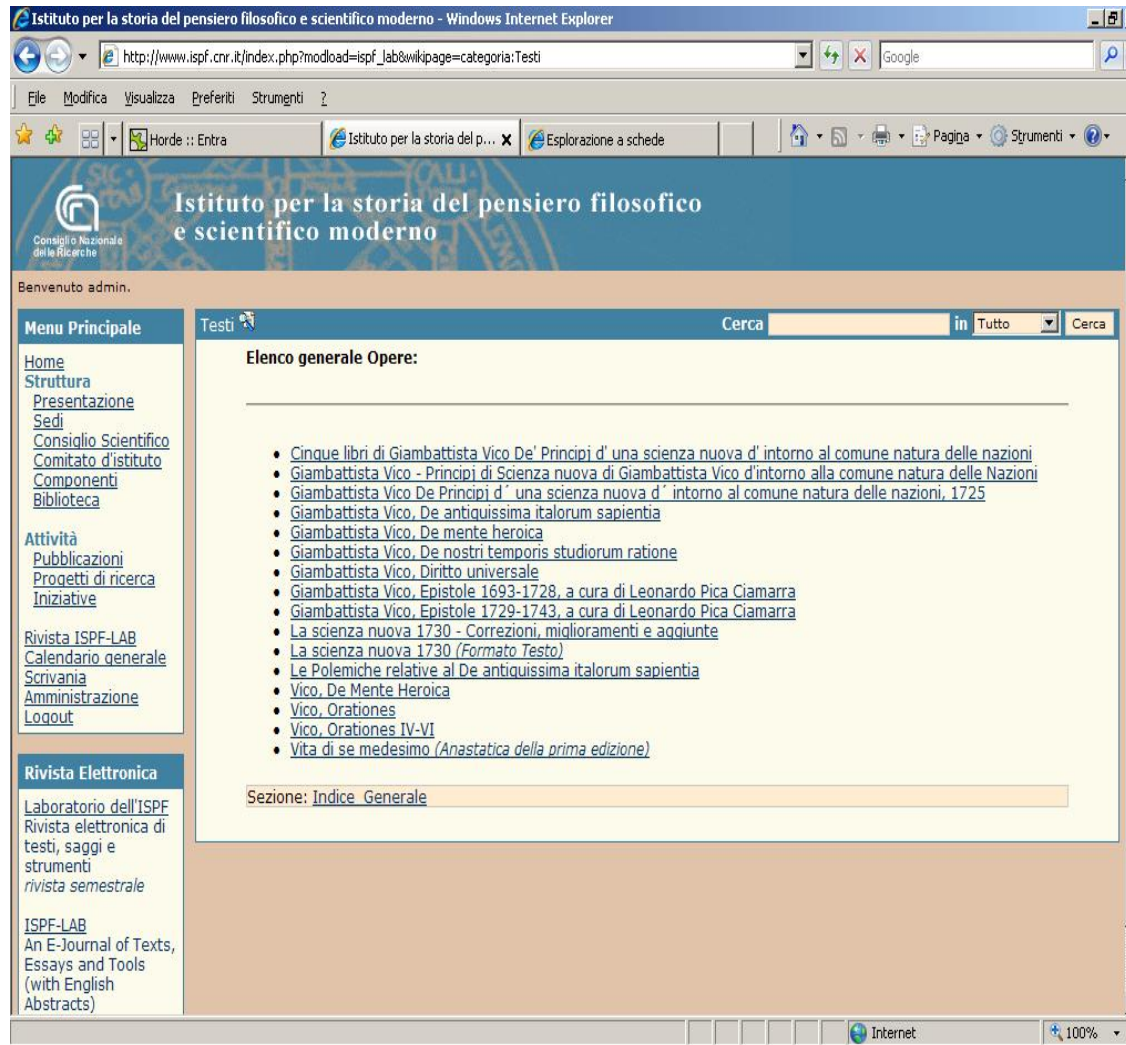 Istituto per la storia del pensiero filosofico e scientifico moderno - Windows Internet Explorer
http://www.ispf.cnr.it/index.php?modload=ispf_lab&wikipage=categoria:Testi
Google
File Modifica Visualizza Preferiti Strumenti ?
Horde :: Entra
Istituto per la storia del p...
Esplorazione a schede
Pagina
Strumenti
Consiglio Nazionale
delle Ricerche
Istituto per la storia del pensiero filosofico
e scientifico moderno
Benvenuto admin.
Menu Principale
Home
Struttura
Presentazione
Sedi
Consiglio Scientifico
Comitato d'istituto
Componenti
Biblioteca
Attività
Pubblicazioni
Progetti di ricerca
Iniziative
Rivista ISPF-LAB
Calendario generale
Scrivania
Amministrazione
Logout
Rivista Elettronica
Laboratorio dell'ISPF
Rivista elettronica di
testi, saggi e
strumenti
rivista semestrale
ISPF-LAB
An E-Journal of Texts,
Essays and Tools
(with English
Abstracts)
Testi
Cerca in Tutto Cerca
Elenco generale Opere:
Cinque libri di Giambattista Vico De' Principj d' una scienza nuova d' intorno al comune natura delle nazioni
Giambattista Vico - Principj di Scienza nuova di Giambattista Vico d'intorno alla comune natura delle Nazioni
Giambattista Vico De Principj d´ una scienza nuova d´ intorno al comune natura delle nazioni, 1725
Giambattista Vico, De antiquissima italorum sapientia
Giambattista Vico, De mente heroica
Giambattista Vico, De nostri temporis studiorum ratione
Giambattista Vico, Diritto universale
Giambattista Vico, Epistole 1693-1728, a cura di Leonardo Pica Ciamarra
Giambattista Vico, Epistole 1729-1743, a cura di Leonardo Pica Ciamarra
La scienza nuova 1730 - Correzioni, miglioramenti e aggiunte
La scienza nuova 1730 (Formato Testo)
Le Polemiche relative al De antiquissima italorum sapientia
Vico, De Mente Heroica
Vico, Orationes
Vico, Orationes IV-VI
Vita di se medesimo (Anastatica della prima edizione)
Sezione: Indice_Generale
Internet
100%